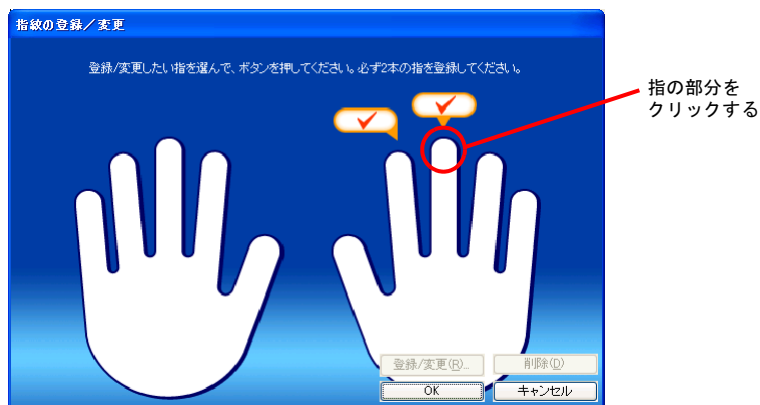 指紋の登録／変更
登録/変更したい指を選んで、ボタンを押してください。必ず2本の指を登録してください。
指の部分を
クリックする
登録/変更(R)...
削除(D)
OK
キャンセル